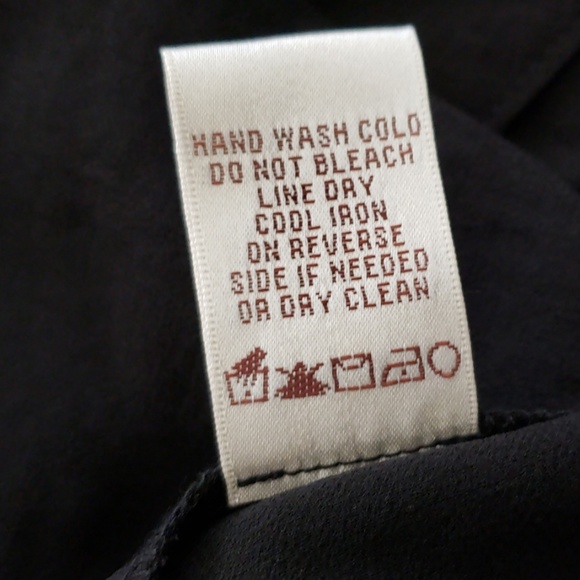 HAND WASH COLD
DO NOT BLEACH
LINE DRY
COOL IRON
ON REVERSE
SIDE IF NEEDED
OR DRY CLEAN